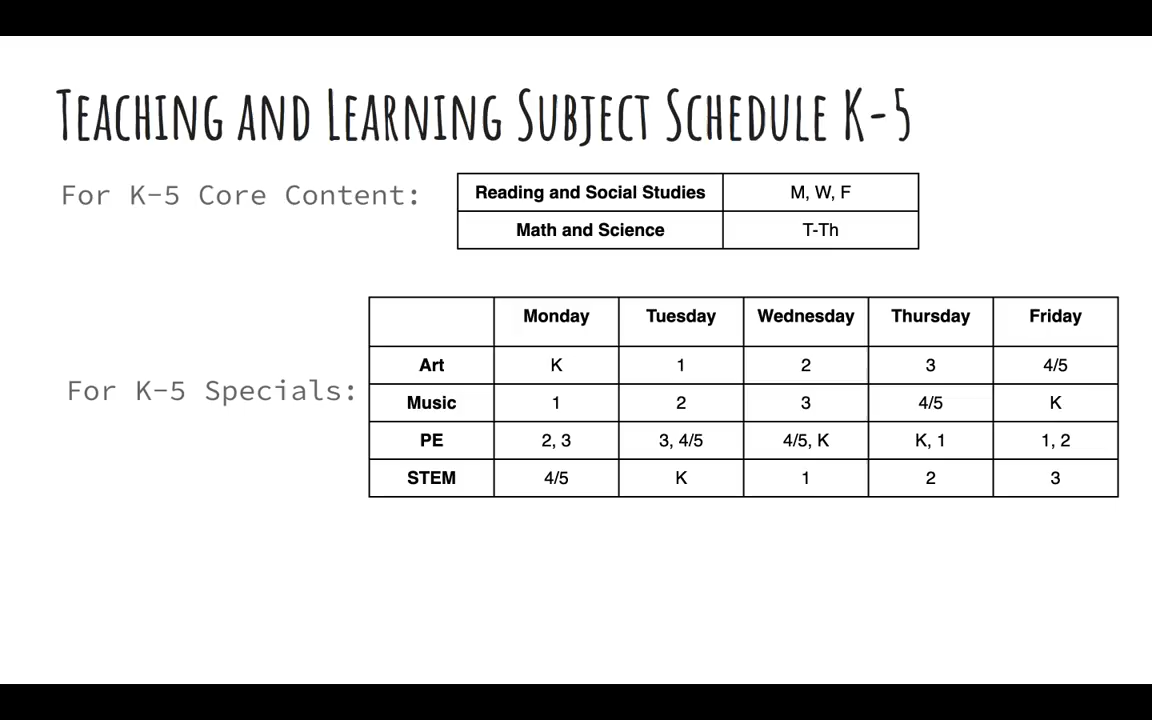 Teaching and Learning Subject Schedule K-5
For K-5 Core Content:
Reading and Social Studies M, W, F
Math and Science T-Th
For K-5 Specials:
Monday Tuesday Wednesday Thursday Friday
Art K 1 2 3 4/5
Music 1 2 3 4/5 K
PE 2, 3 3, 4/5 4/5, K K, 1 1, 2
STEM 4/5 K 1 2 3